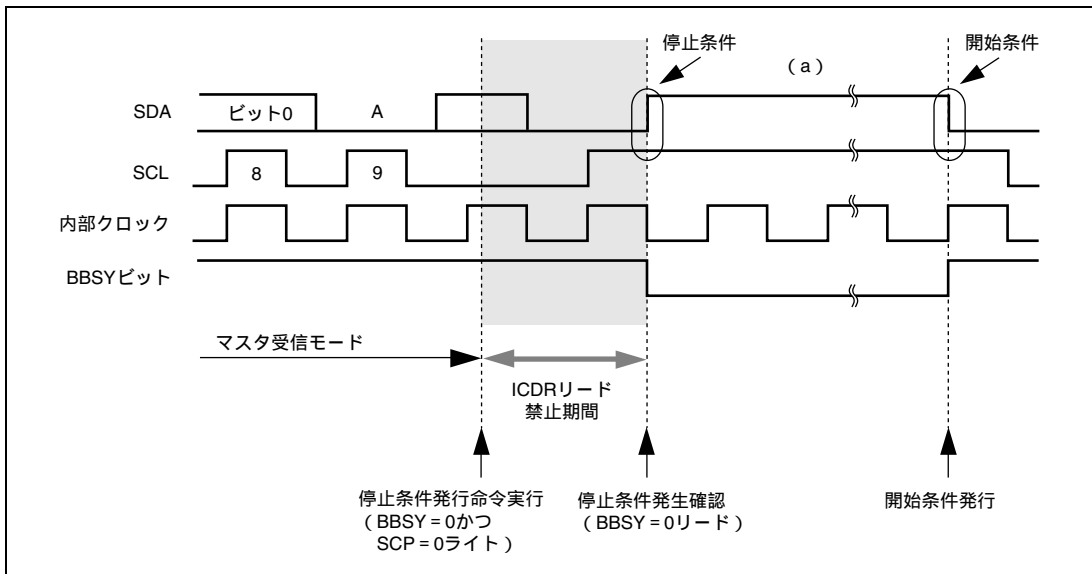 停止条件
開始条件
（a）
SDA
ビット0
A
SCL
8
9
内部クロック
BBSYビット
マスタ受信モード
ICDRリード
禁止期間
停止条件発行命令実行
（BBSY = 0かつ
SCP = 0ライト）
停止条件発生確認
（BBSY = 0リード）
開始条件発行